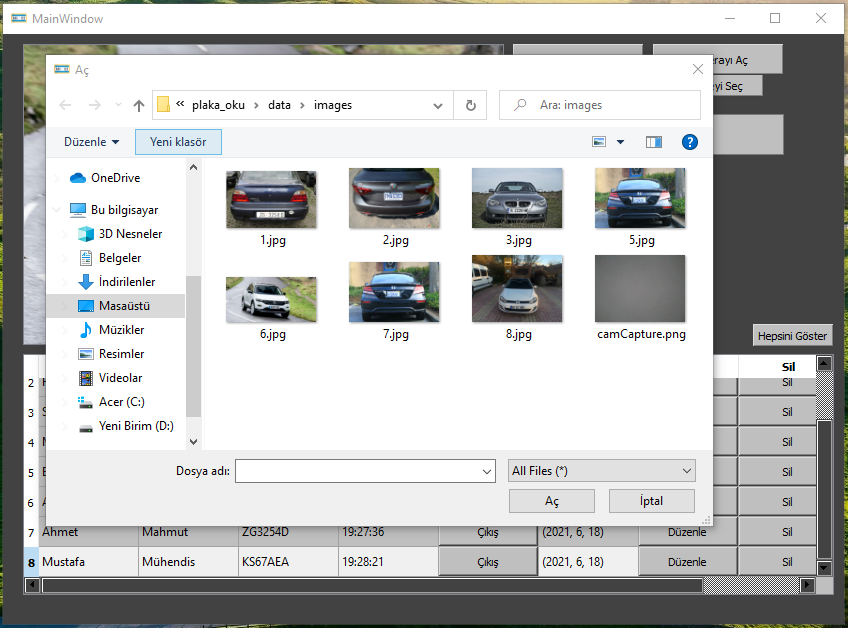 MainWindow
Aç
erayı Aç
eyi Seç
« plaka_oku › data › images
Ara: images
Düzenle
Yeni klasör
?
OneDrive
Bu bilgisayar
3D Nesneler
Belgeler
İndirilenler
Masaüstü
Müzikler
Resimler
Videolar
Acer (C:)
Yeni Birim (D:)
1.jpg
2.jpg
3.jpg
5.jpg
6.jpg
7.jpg
8.jpg
camCapture.png
Dosya adı:
All Files (*)
Aç
İptal
Hepsini Göster
Sil
2 Sil
3 Sil
4 Sil
5 Sil
6 Sil
7 Ahmet Mahmut ZG3254D 19:27:36 Çıkış (2021, 6, 18) Düzenle Sil
8 Mustafa Mühendis KS67AEA 19:28:21 Çıkış (2021, 6, 18) Düzenle Sil